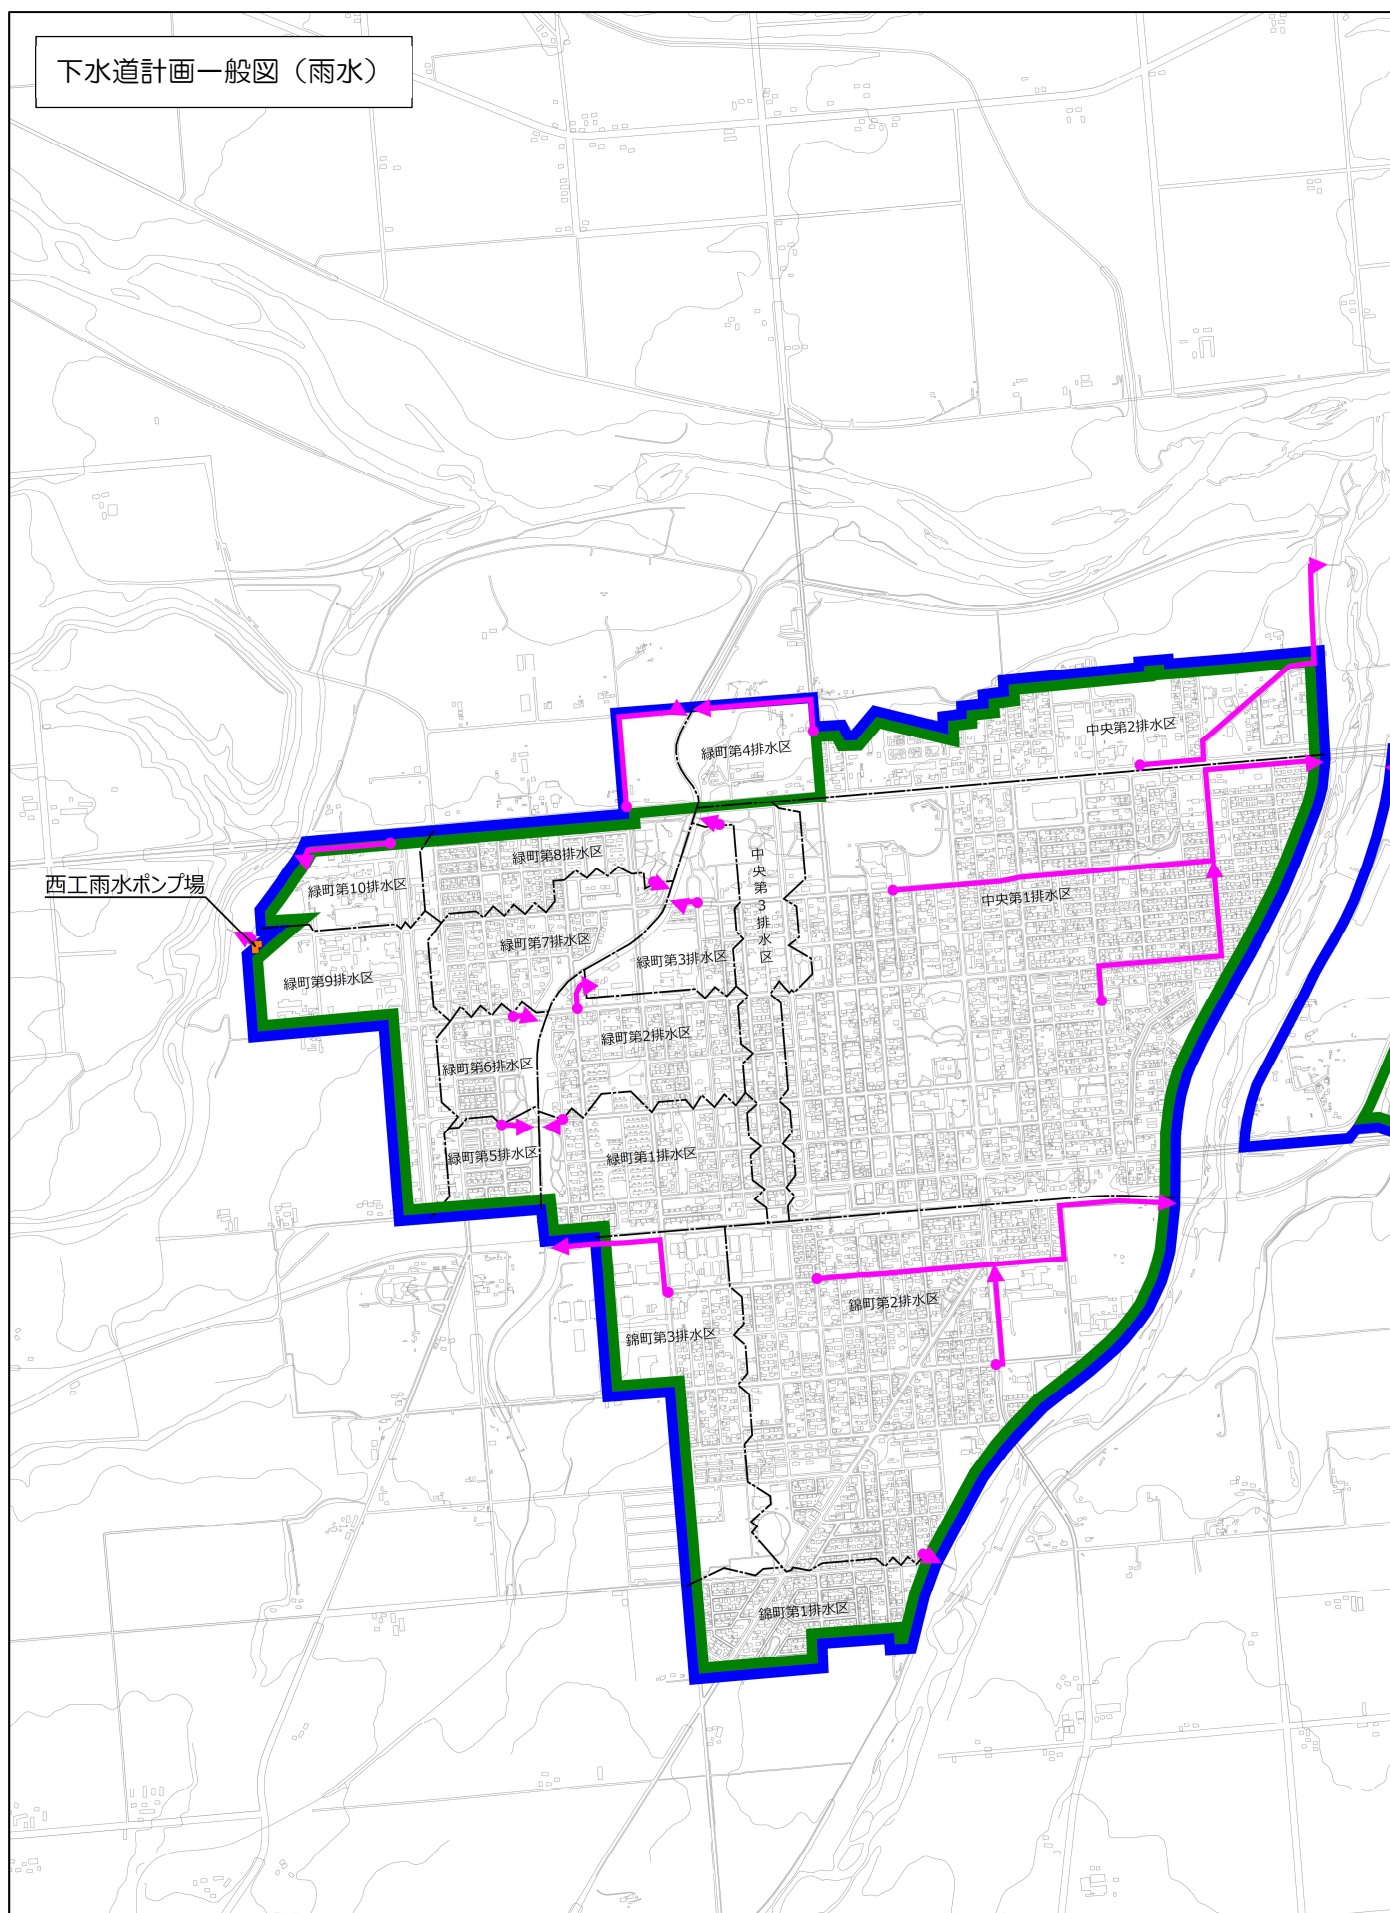 下水道計画一般図（雨水）
中央第2排水区
緑町第4排水区
緑町第8排水区
中央第3排水区
西工雨水ポンプ場
緑町第10排水区
中央第1排水区
緑町第7排水区
緑町第3排水区
緑町第9排水区
緑町第2排水区
緑町第6排水区
緑町第5排水区
緑町第1排水区
錦町第2排水区
錦町第3排水区
錦町第1排水区